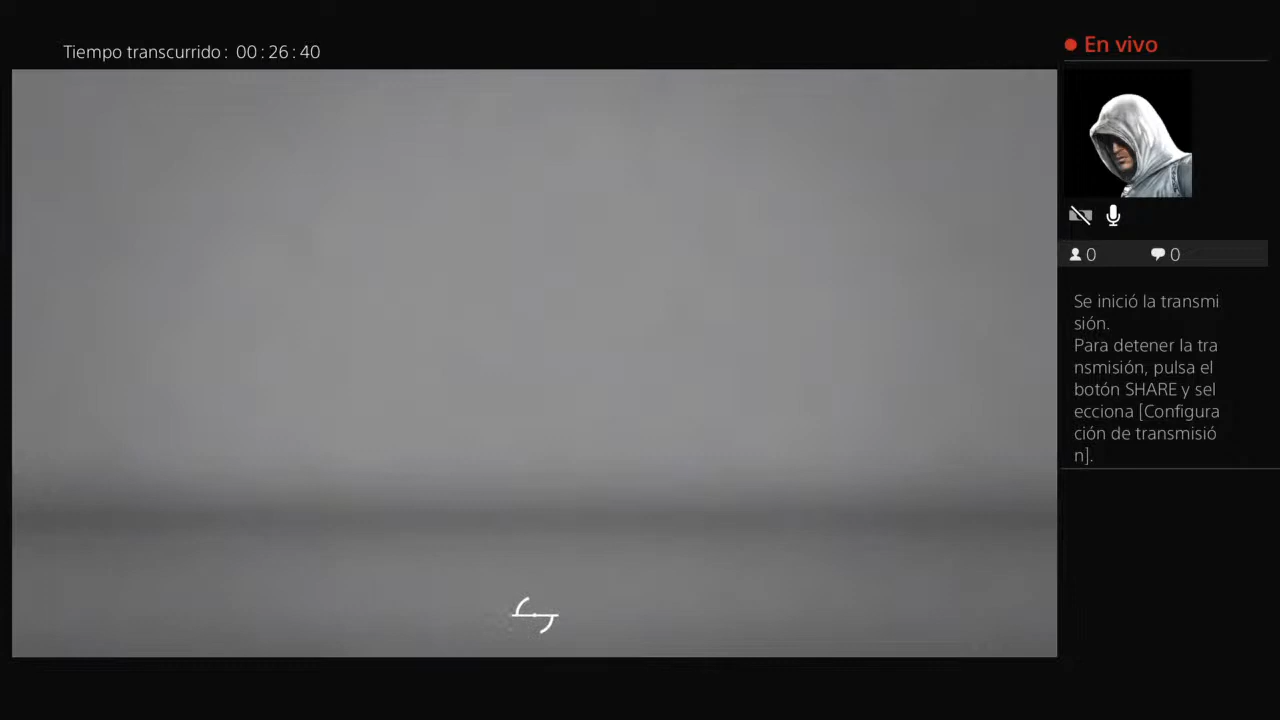 Tiempo transcurrido: 00:26:40
En vivo
0 0
Se inició la transmi
sión.
Para detener la tra
nsmisión, pulsa el
botón SHARE y sel
ecciona [Configura
ción de transmisió
n].